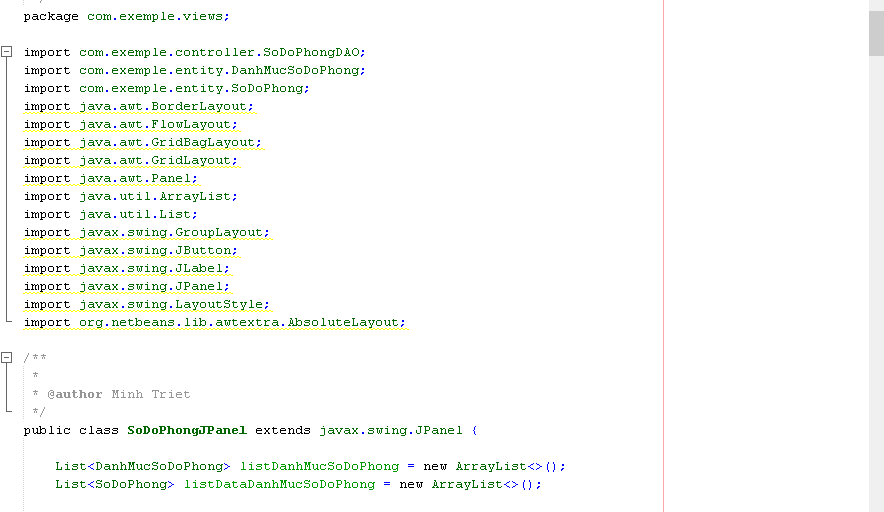 package com.exemple.views;
import com.exemple.controller.SoDoPhongDAO;
import com.exemple.entity.DanhMucSoDoPhong;
import com.exemple.entity.SoDoPhong;
import java.awt.BorderLayout;
import java.awt.FlowLayout;
import java.awt.GridBagLayout;
import java.awt.GridLayout;
import java.awt.Panel;
import java.util.ArrayList;
import java.util.List;
import javax.swing.GroupLayout;
import javax.swing.JButton;
import javax.swing.JLabel;
import javax.swing.JPanel;
import javax.swing.LayoutStyle;
import org.netbeans.lib.awtextra.AbsoluteLayout;
/**
*
* @author Minh Triet
*/
public class SoDoPhongJPanel extends javax.swing.JPanel {
List<DanhMucSoDoPhong> listDanhMucSoDoPhong = new ArrayList<>();
List<SoDoPhong> listDataDanhMucSoDoPhong = new ArrayList<>();